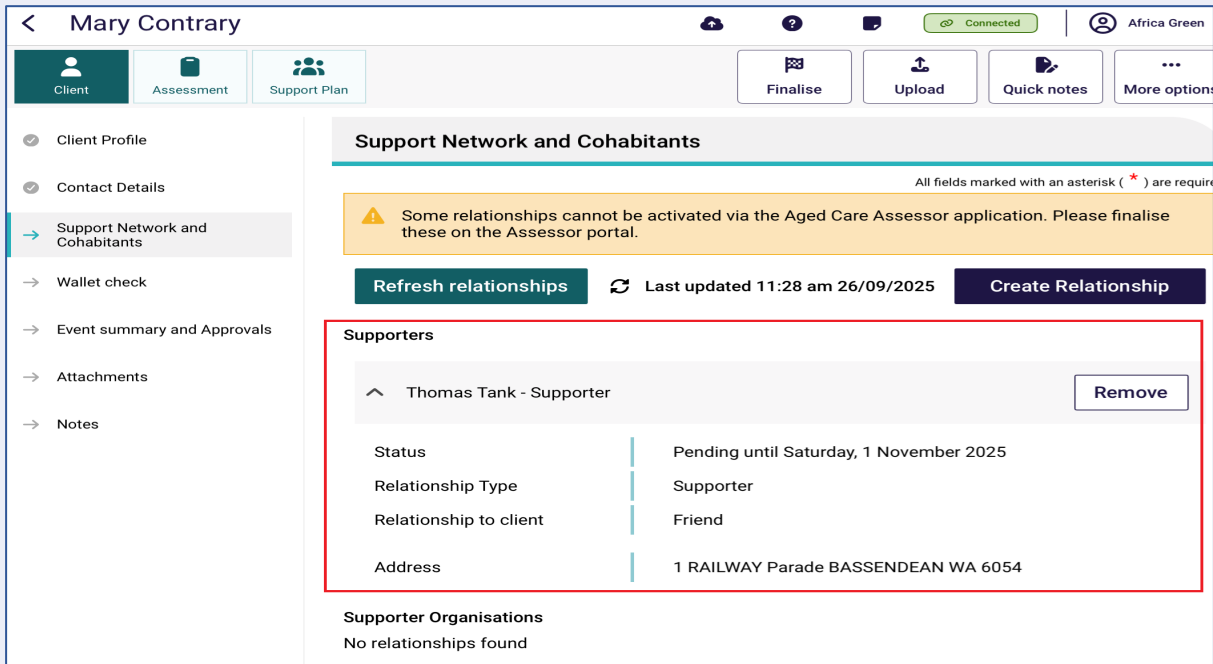 Mary Contrary
Connected
Africa Green
Client
Assessment
Support Plan
Finalise
Upload
Quick notes
More options
Client Profile
Contact Details
Support Network and
Cohabitants
Wallet check
Event summary and Approvals
Attachments
Notes
Support Network and Cohabitants
All fields marked with an asterisk ( * ) are require
Some relationships cannot be activated via the Aged Care Assessor application. Please finalise
these on the Assessor portal.
Refresh relationships
Last updated 11:28 am 26/09/2025
Create Relationship
Supporters
Thomas Tank - Supporter
Remove
Status
Pending until Saturday, 1 November 2025
Relationship Type
Supporter
Relationship to client
Friend
Address
1 RAILWAY Parade BASSENDEAN WA 6054
Supporter Organisations
No relationships found